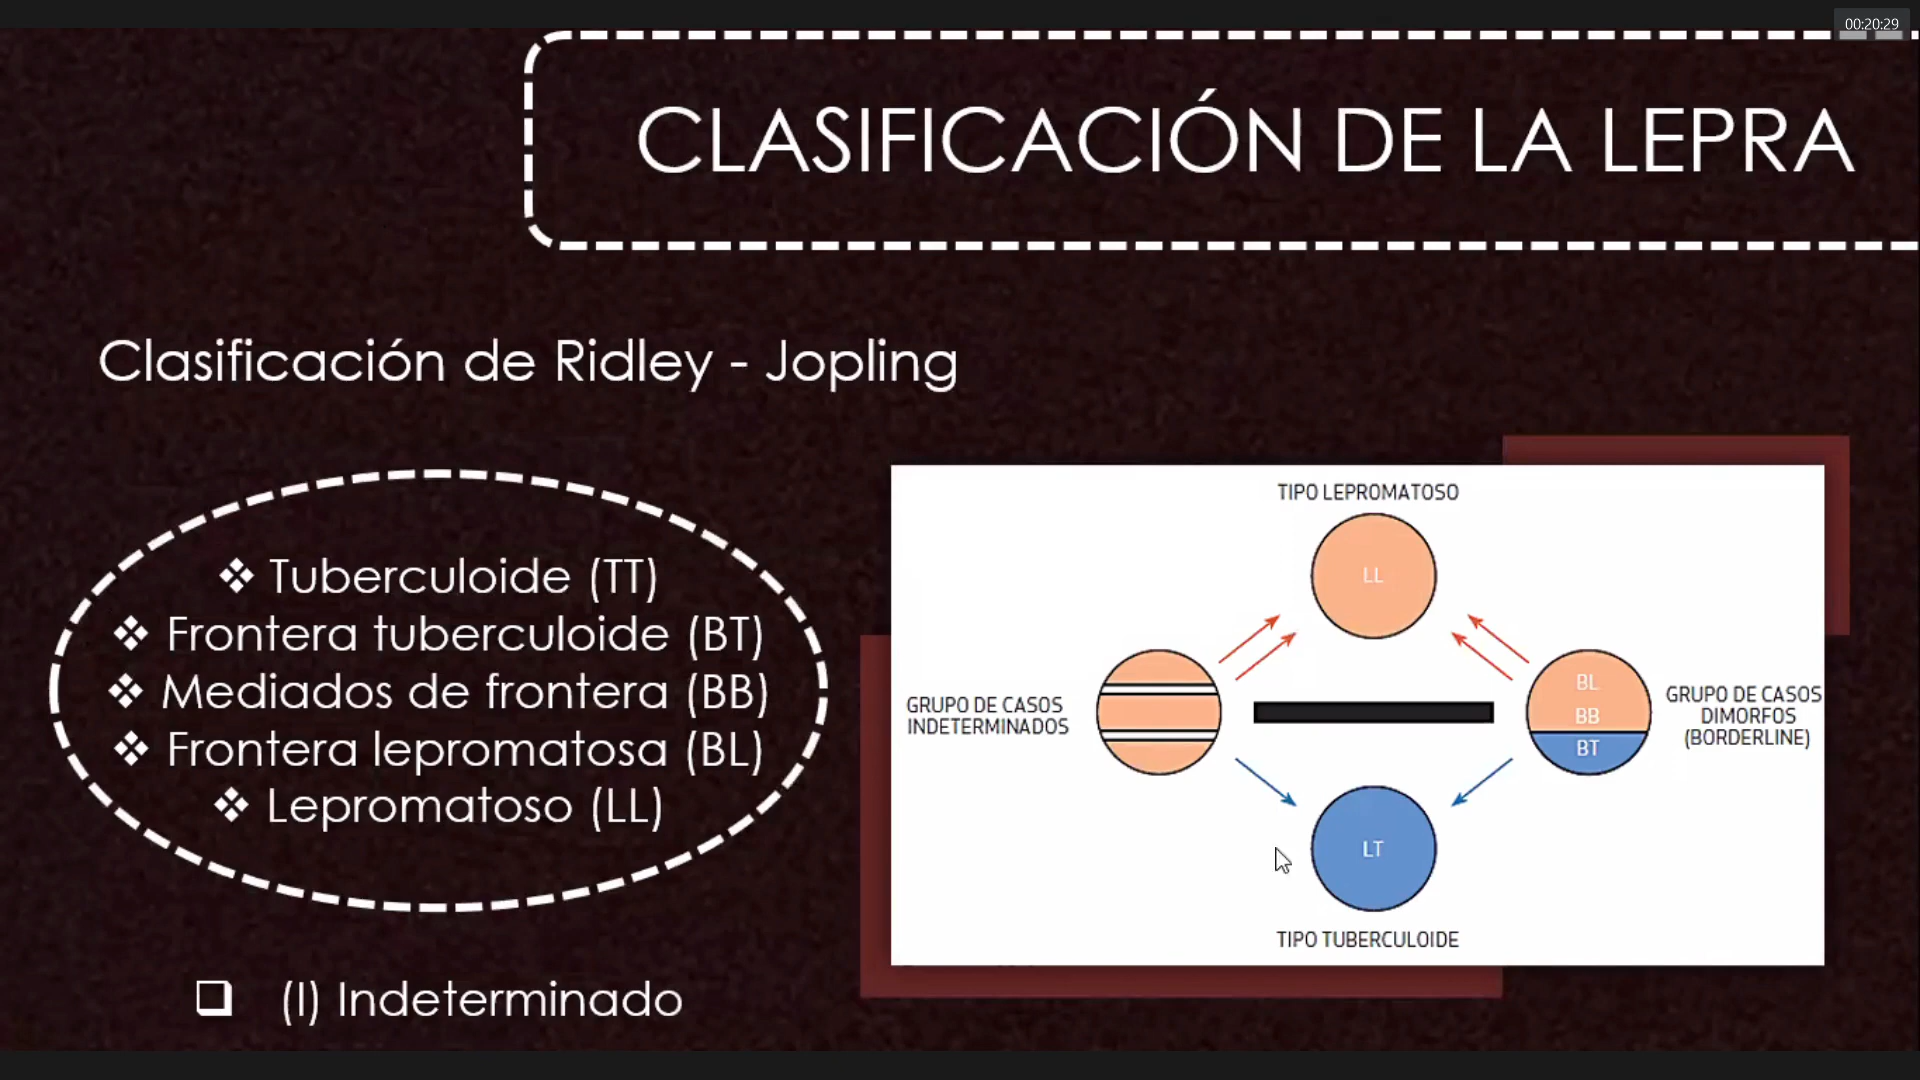 00:20:29
CLASIFICACIÓN DE LA LEPRA
Clasificación de Ridley - Jopling
❖ Tuberculoide (TT)
❖ Frontera tuberculoide (BT)
❖ Mediados de frontera (BB)
❖ Frontera lepromatosa (BL)
❖ Lepromatoso (LL)
❑ (I) Indeterminado
TIPO LEPROMATOSO
LL
GRUPO DE CASOS
INDETERMINADOS
BL
BB
BT
GRUPO DE CASOS
DIMORFOS
(BORDERLINE)
LT
TIPO TUBERCULOIDE